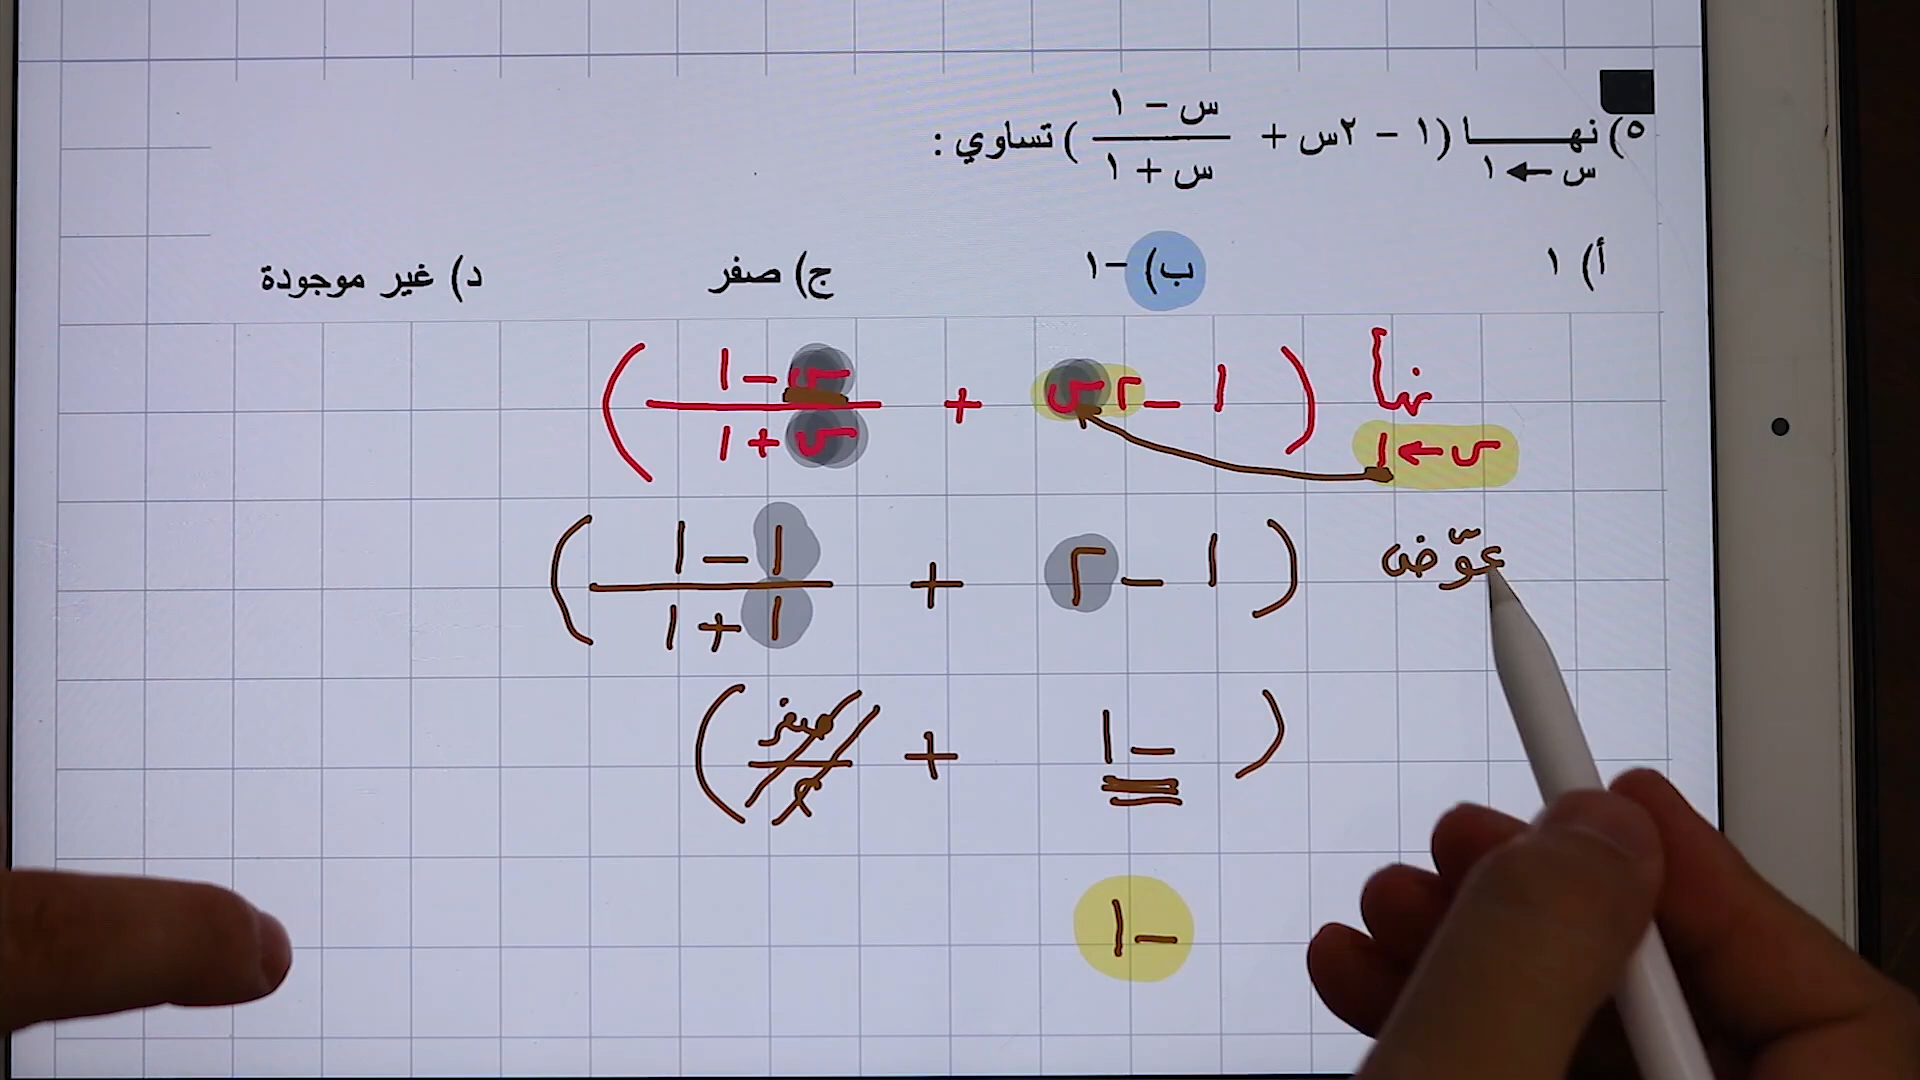 ٥) نهـــــا (١ - ٢س + (س - ١)/(س + ١)) تساوي :
س ← ١
أ) ١ ب) -١ ج) صفر د) غير موجودة
نها (١ - ٢س + (س - ١)/(س + ١))
س ← ١
عوّض (١ - ٢ + (١ - ١)/(١ + ١))
(-١ + صفر/٢)
-١